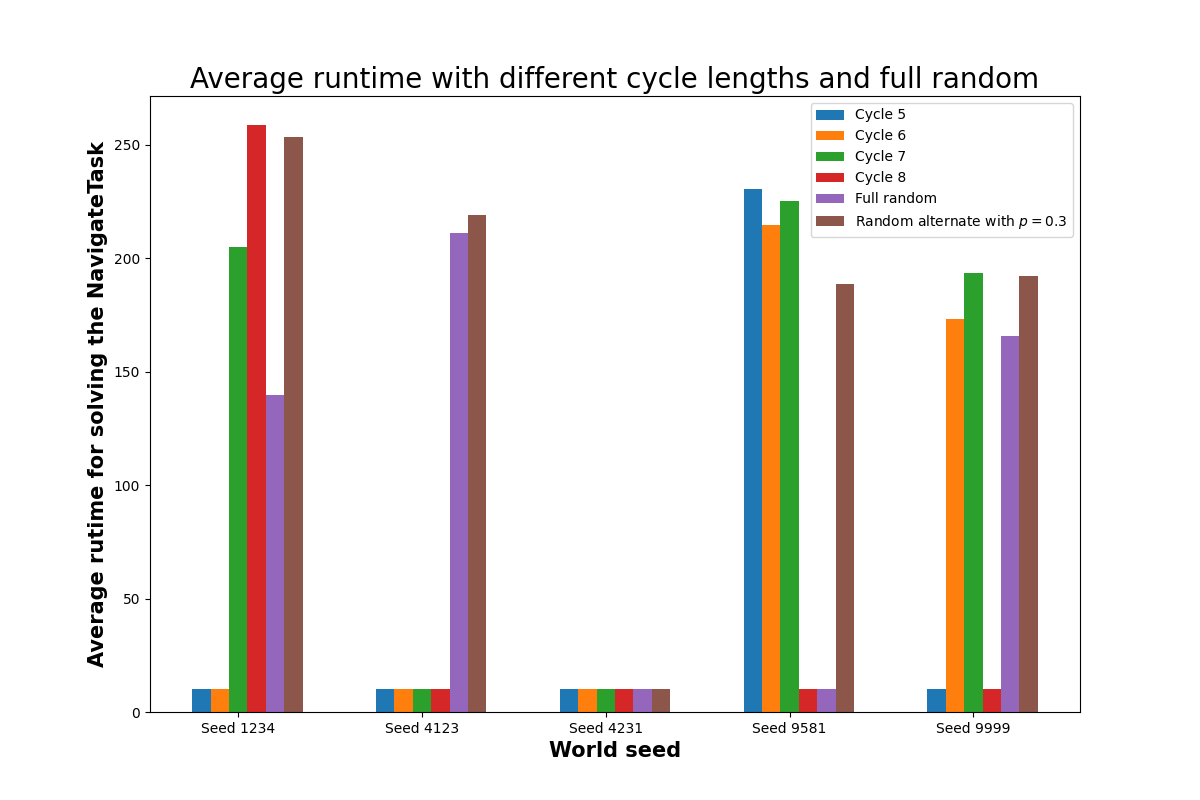 Average runtime with different cycle lengths and full random
Average rutime for solving the NavigateTask
250
200
150
100
50
0
Cycle 5
Cycle 6
Cycle 7
Cycle 8
Full random
Random alternate with p = 0.3
Seed 1234
Seed 4123
Seed 4231
Seed 9581
Seed 9999
World seed